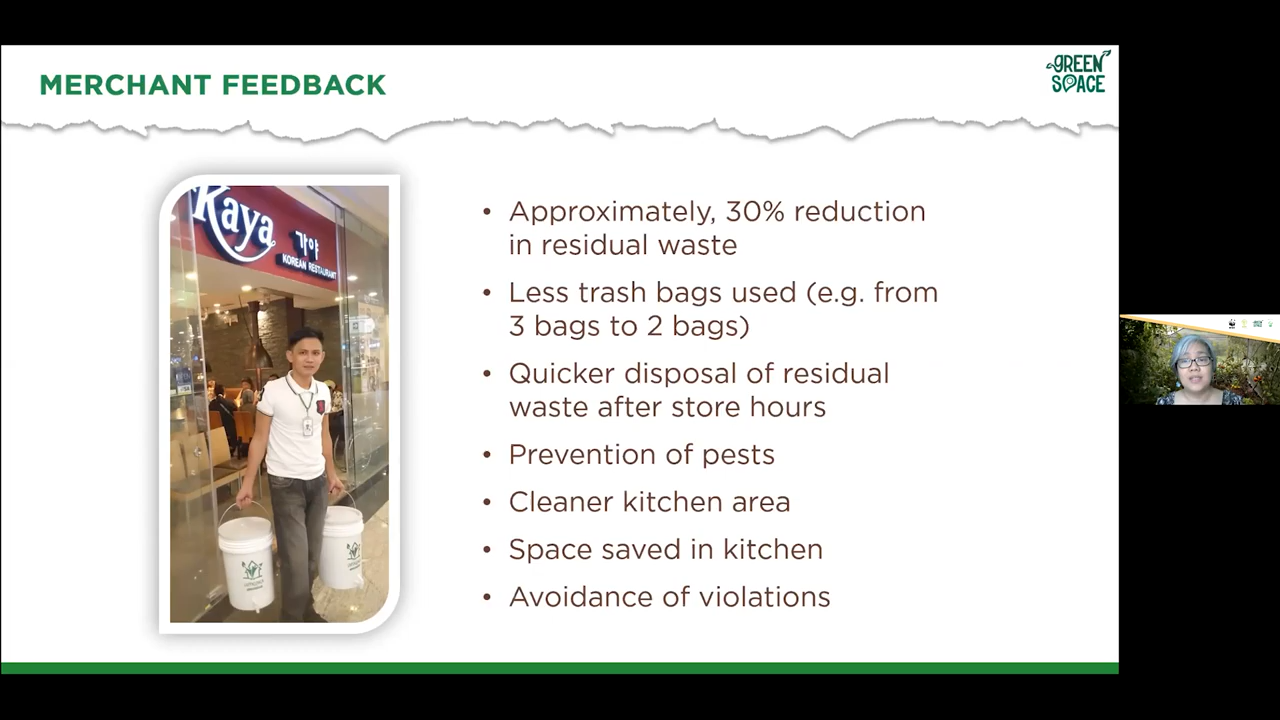 MERCHANT FEEDBACK
GREEN
SPACE
Kaya
가야
KOREAN RESTAURANT
• Approximately, 30% reduction
in residual waste
• Less trash bags used (e.g. from
3 bags to 2 bags)
• Quicker disposal of residual
waste after store hours
• Prevention of pests
• Cleaner kitchen area
• Space saved in kitchen
• Avoidance of violations